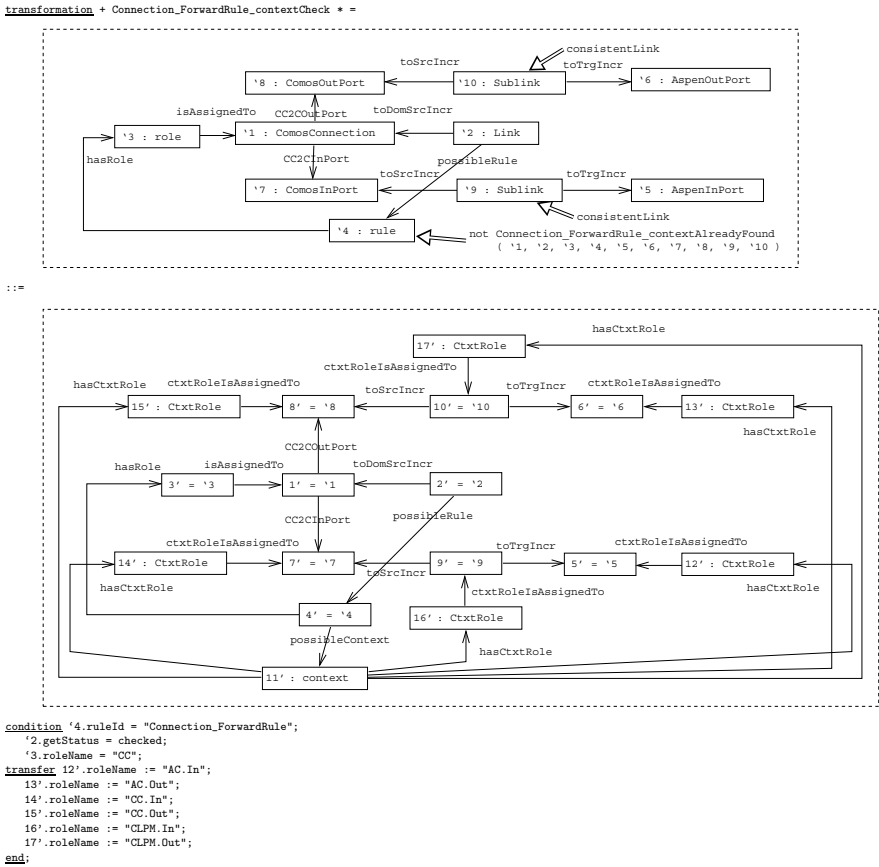 transformation + Connection_ForwardRule_contextCheck * =
consistentLink
toSrcIncr
toTrgIncr
‘8 : ComosOutPort
‘10 : Sublink
‘6 : AspenOutPort
isAssignedTo
CC2COutPort
toDomSrcIncr
‘3 : role
‘1 : ComosConnection
‘2 : Link
hasRole
CC2CInPort
toSrcIncr
possibleRule
toTrgIncr
‘7 : ComosInPort
‘9 : Sublink
‘5 : AspenInPort
consistentLink
‘4 : rule
not Connection_ForwardRule_contextAlreadyFound
( ‘1, ‘2, ‘3, ‘4, ‘5, ‘6, ‘7, ‘8, ‘9, ‘10 )
::=
hasCtxtRole
17’ : CtxtRole
ctxtRoleIsAssignedTo
hasCtxtRole
ctxtRoleIsAssignedTo
toSrcIncr
toTrgIncr
ctxtRoleIsAssignedTo
15’ : CtxtRole
8’ = ‘8
10’ = ‘10
6’ = ‘6
13’ : CtxtRole
hasCtxtRole
CC2COutPort
hasRole
isAssignedTo
toDomSrcIncr
3’ = ‘3
1’ = ‘1
2’ = ‘2
CC2CInPort
possibleRule
ctxtRoleIsAssignedTo
toTrgIncr
ctxtRoleIsAssignedTo
14’ : CtxtRole
7’ = ‘7
9’ = ‘9
5’ = ‘5
12’ : CtxtRole
toSrcIncr
hasCtxtRole
ctxtRoleIsAssignedTo
hasCtxtRole
4’ = ‘4
16’ : CtxtRole
possibleContext
hasCtxtRole
11’ : context
condition ‘4.ruleId = "Connection_ForwardRule";
‘2.getStatus = checked;
‘3.roleName = "CC";
transfer 12’.roleName := "AC.In";
13’.roleName := "AC.Out";
14’.roleName := "CC.In";
15’.roleName := "CC.Out";
16’.roleName := "CLPM.In";
17’.roleName := "CLPM.Out";
end;